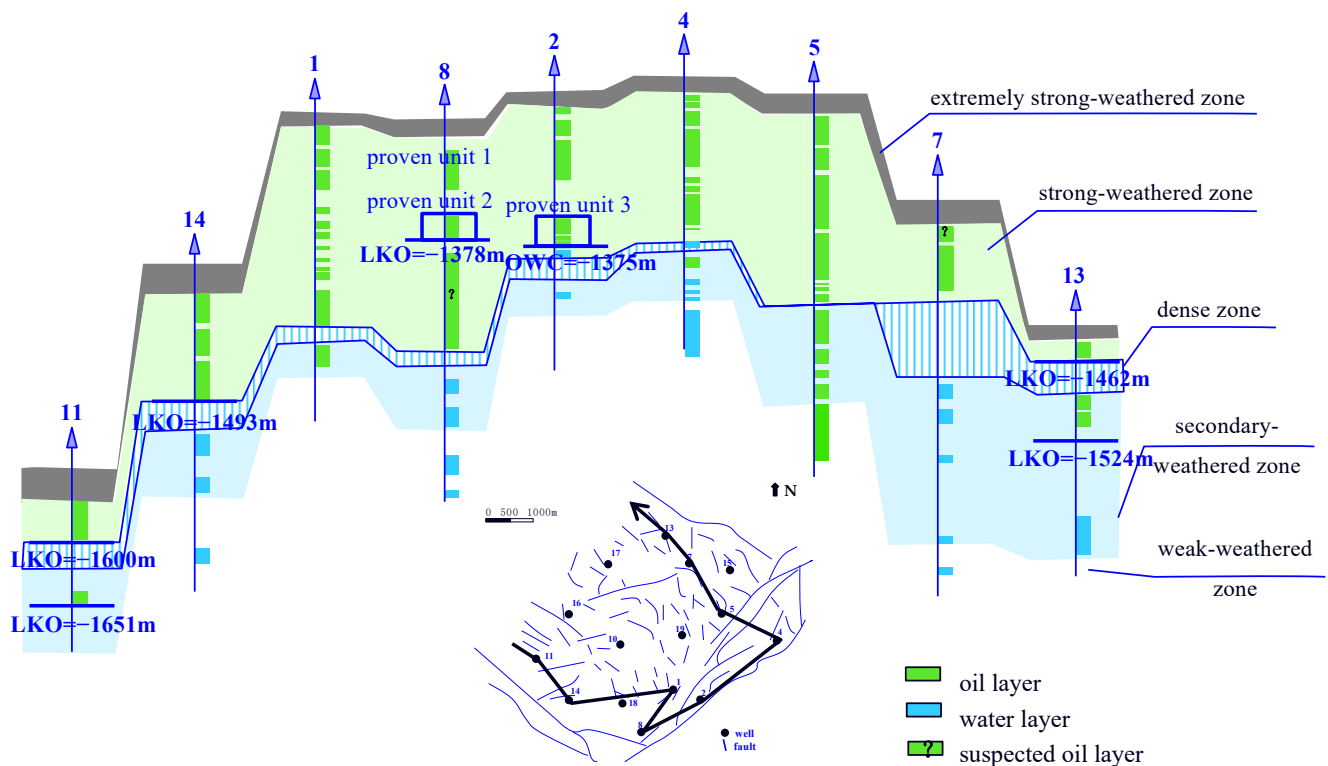 4
2
5
1
8
extremely strong-weathered zone
7
proven unit 1
strong-weathered zone
proven unit 2
proven unit 3
14
?
LKO=−1378m
OWC=−1375m
13
?
dense zone
LKO=−1462m
11
LKO=−1493m
secondary-
LKO=−1524m
weathered zone
N
0 500 1000m
weak-weathered
zone
LKO=−1600m
LKO=−1651m
13
17
7
15
16
5
19
4
10
11
14
1
2
18
8
well
fault
oil layer
water layer
? suspected oil layer